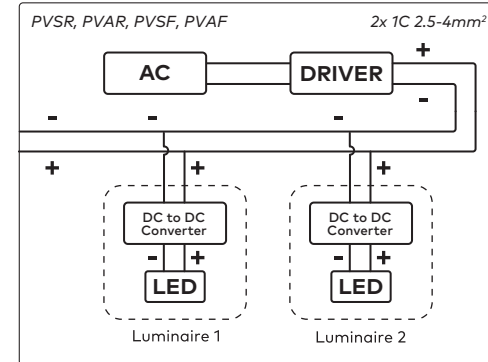 PVSR, PVAR, PVSF, PVAF 2x 1C 2.5-4mm²
AC DRIVER +
-
- - -
+ + +
DC to DC Converter DC to DC Converter
- + - +
LED LED
Luminaire 1 Luminaire 2